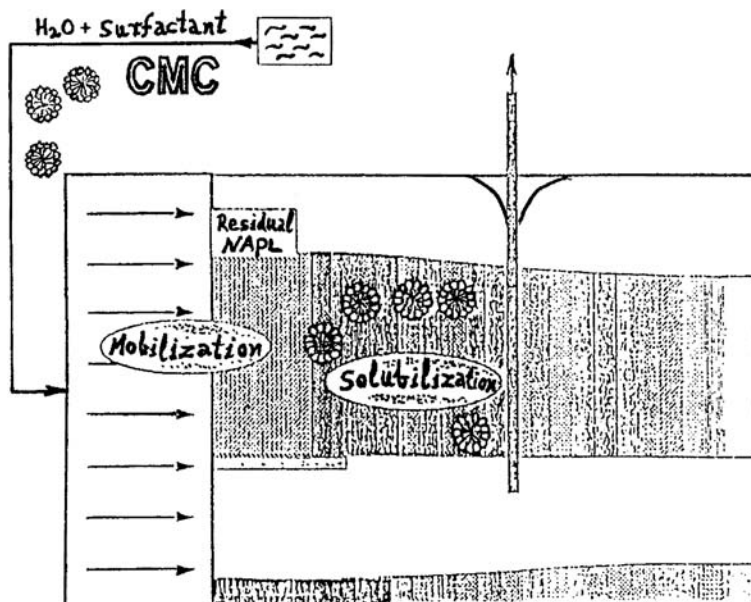 H₂O + Surfactant
CMC
Residual
NAPL
Mobilization
Solubilization